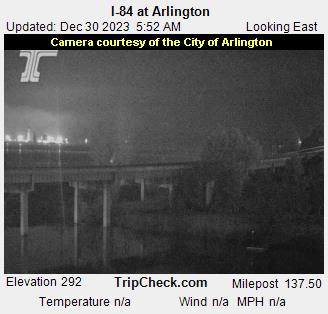 I-84 at Arlington
Updated: Dec 30 2023 5:52 AM Looking East
Camera courtesy of the City of Arlington
Elevation 292 TripCheck.com Milepost 137.50
Temperature n/a Wind n/a MPH n/a